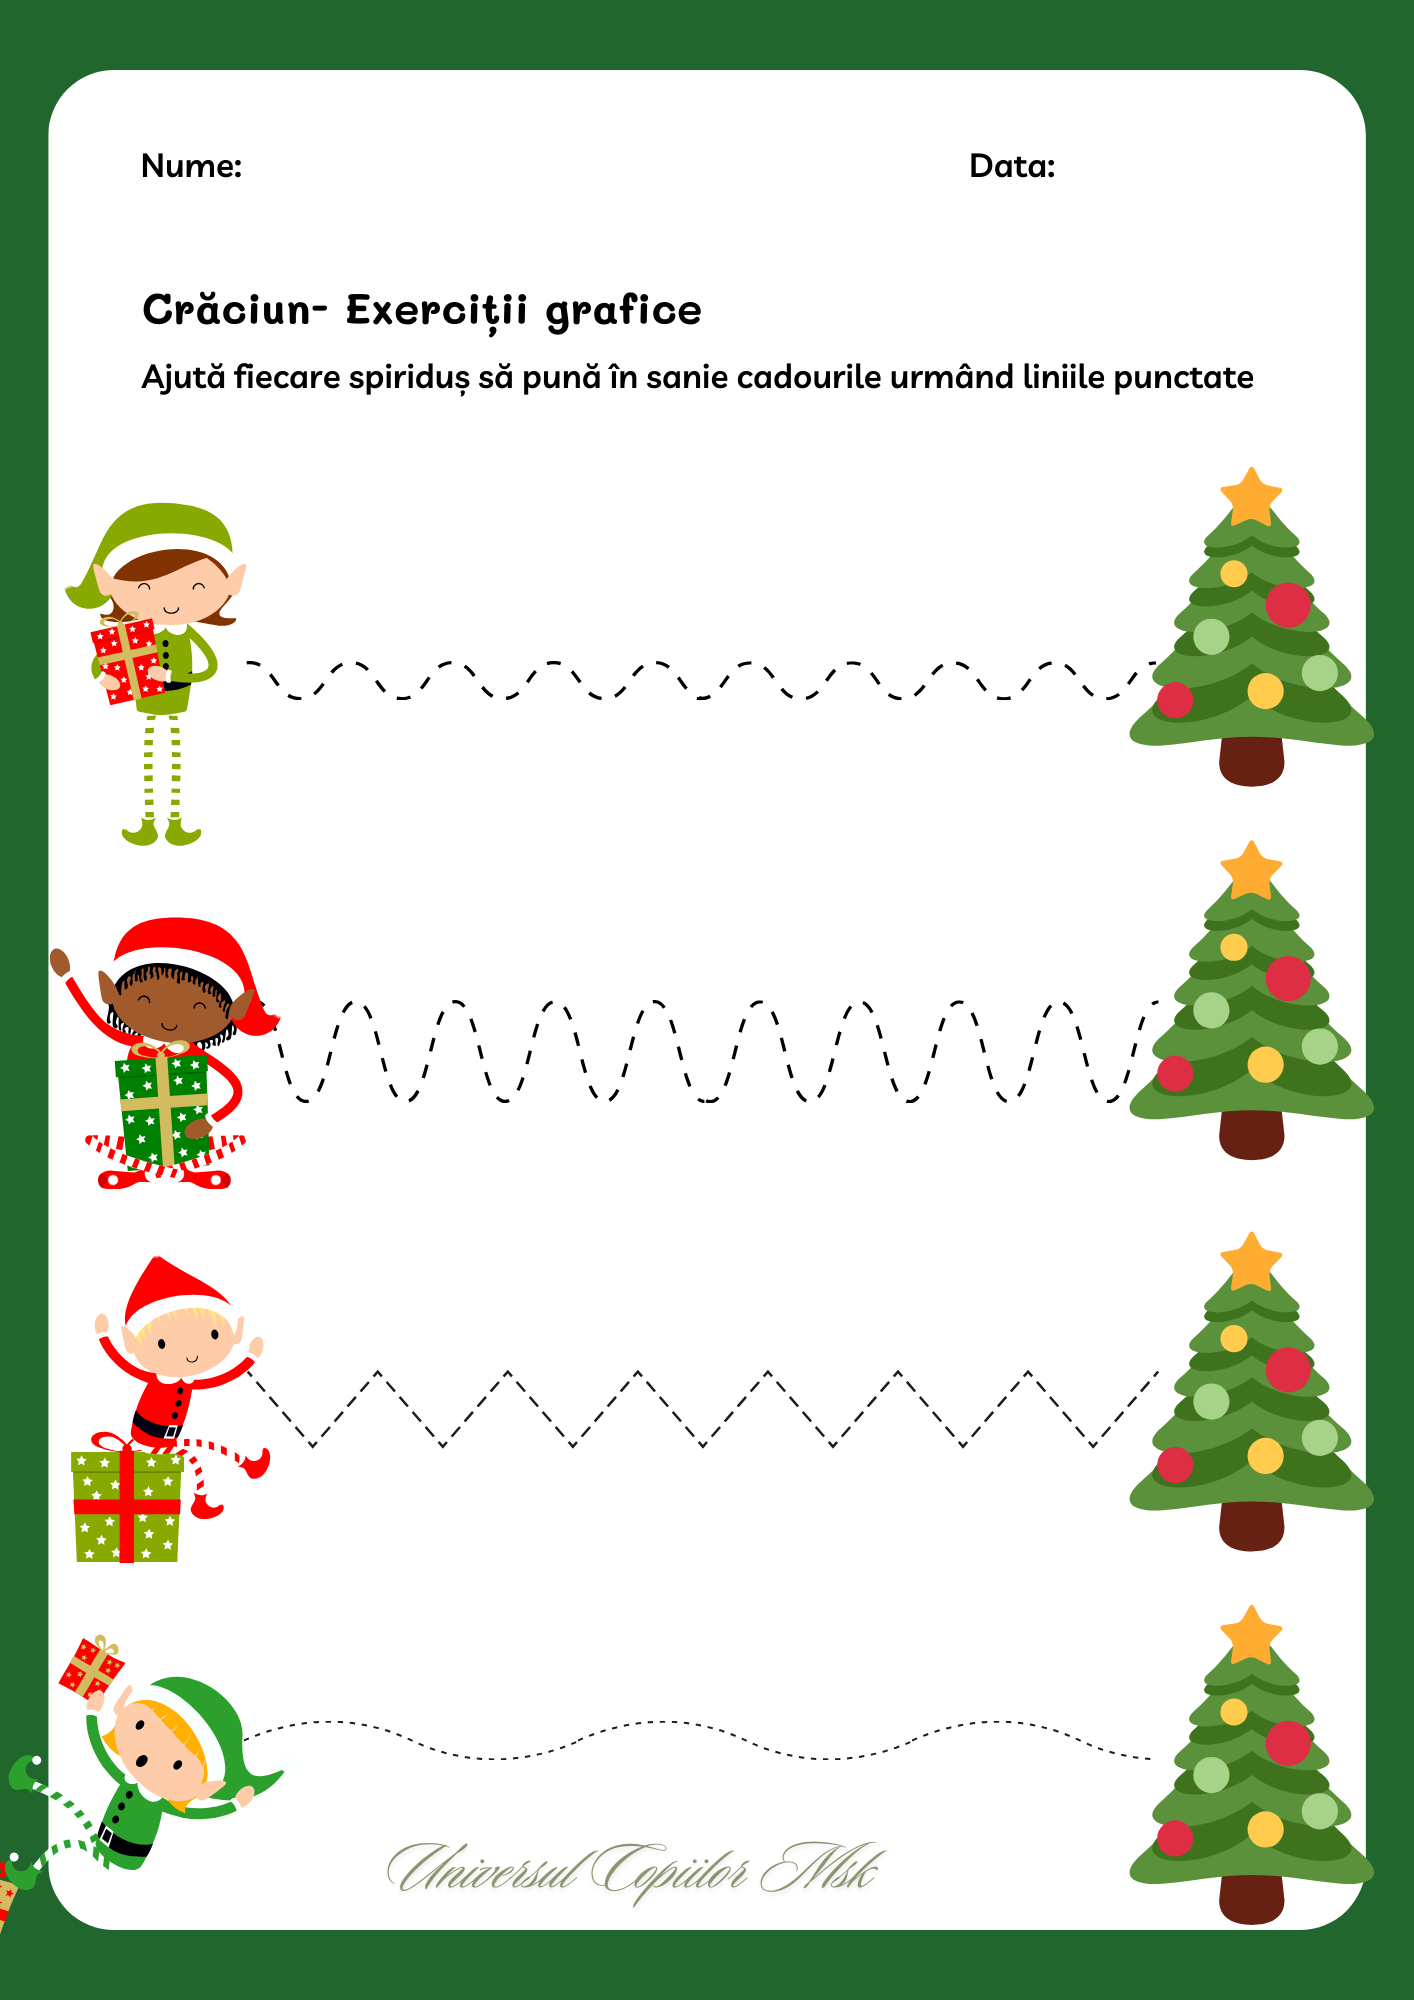 Nume:
Data:
Crăciun- Exerciții grafice
Ajută fiecare spiriduș să pună în sanie cadourile urmând liniile punctate
Universul Copiilor Msk